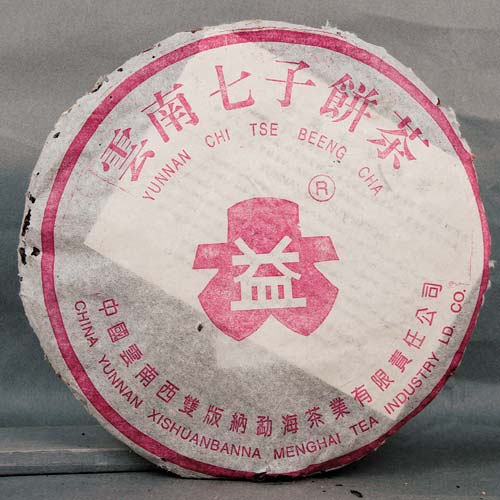 雲南七子餅茶
YUNNAN CHI TSE BEENG CHA
®
益
中國雲南西雙版納勐海茶業有限責任公司
CHINA YUNNAN XISHUANBANNA MENGHAI TEA INDUSTRY LD. CO.